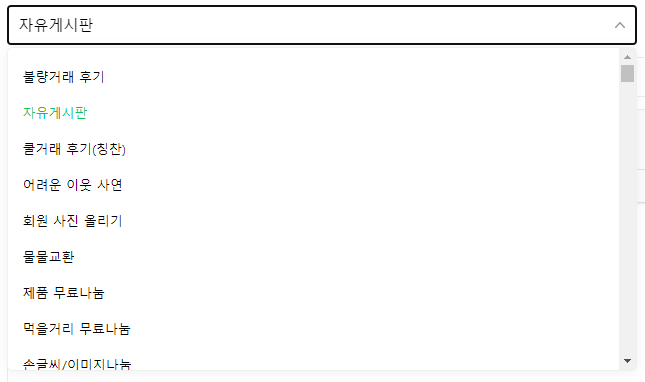 자유게시판
불량거래 후기
자유게시판
쿨거래 후기(칭찬)
어려운 이웃 사연
회원 사진 올리기
물물교환
제품 무료나눔
먹을거리 무료나눔
손글씨/이미지나눔